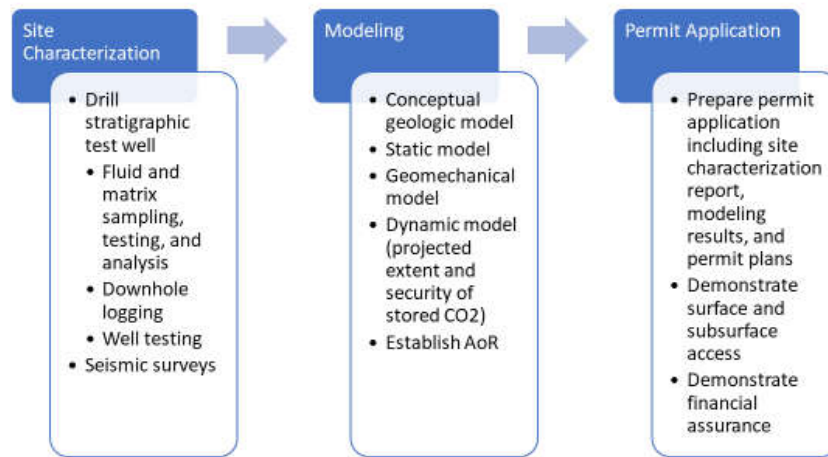 Site
Characterization
• Drill
stratigraphic
test well
• Fluid and
matrix
sampling,
testing, and
analysis
• Downhole
logging
• Well testing
• Seismic surveys
Modeling
• Conceptual
geologic model
• Static model
• Geomechanical
model
• Dynamic model
(projected
extent and
security of
stored CO2)
• Establish AoR
Permit Application
• Prepare permit
application
including site
characterization
report,
modeling
results, and
permit plans
• Demonstrate
surface and
subsurface
access
• Demonstrate
financial
assurance